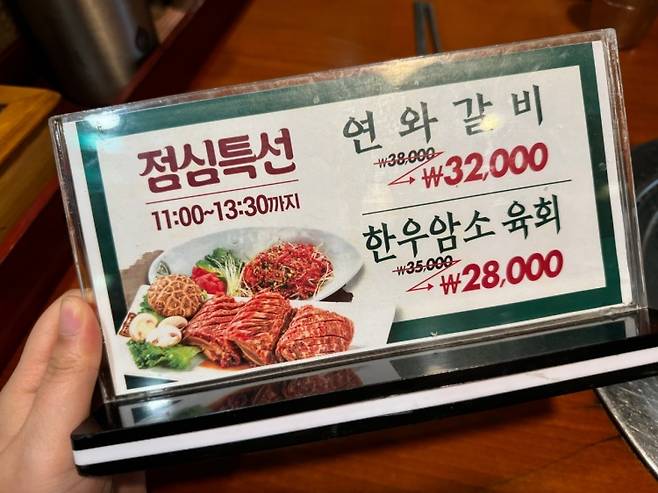 점심특선
11:00~13:30까지
연와갈비
₩38,000
₩32,000
한우암소 육회
₩35,000
₩28,000